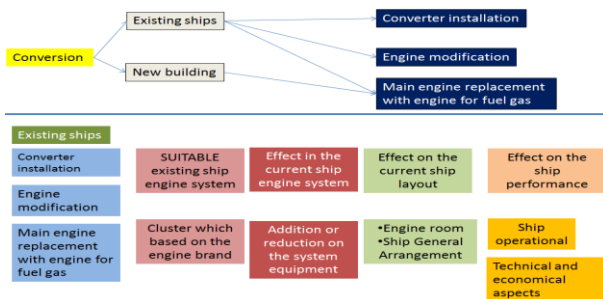 Existing ships
Converter installation
Conversion
Engine modification
New building
Main engine replacement
with engine for fuel gas
Existing ships
Converter
installation
Engine
modification
Main engine
replacement
with engine for
fuel gas
SUITABLE
existing ship
engine system
Cluster which
based on the
engine brand
Effect in the
current ship
engine system
Addition or
reduction on
the system
equipment
Effect on the
current ship
layout
•Engine room
•Ship General
Arrangement
Effect on the
ship
performance
Ship
operational
Technical and
economical
aspects